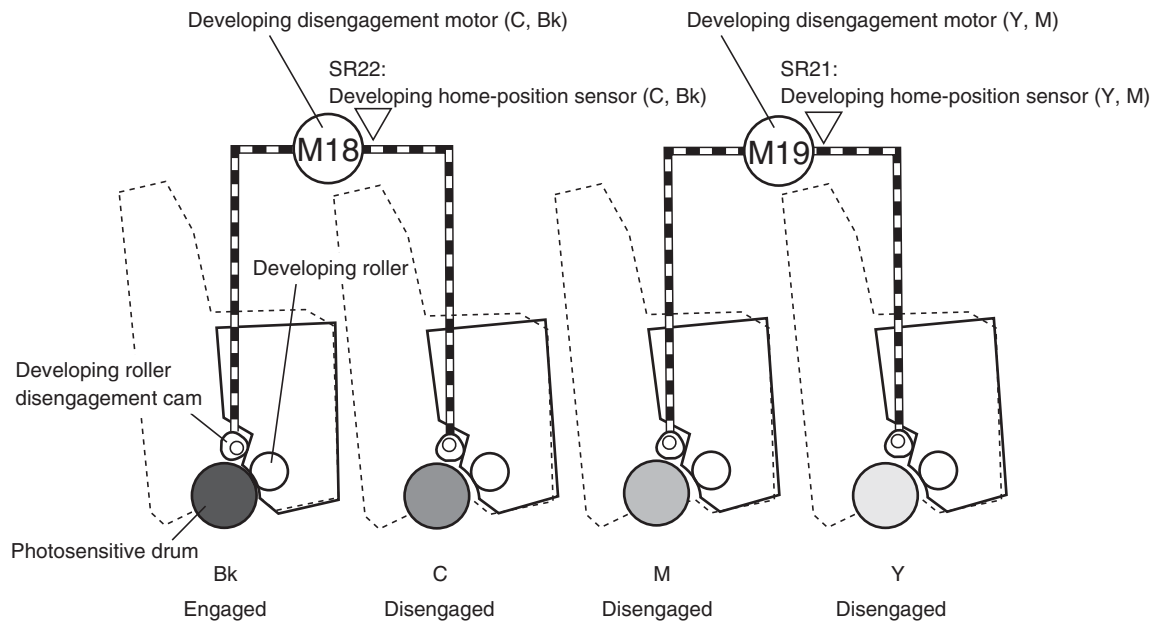 Developing disengagement motor (C, Bk)
Developing disengagement motor (Y, M)
SR22:
Developing home-position sensor (C, Bk)
SR21:
Developing home-position sensor (Y, M)
M18
M19
Developing roller
Developing roller
disengagement cam
Photosensitive drum
Bk
C
M
Y
Engaged
Disengaged
Disengaged
Disengaged